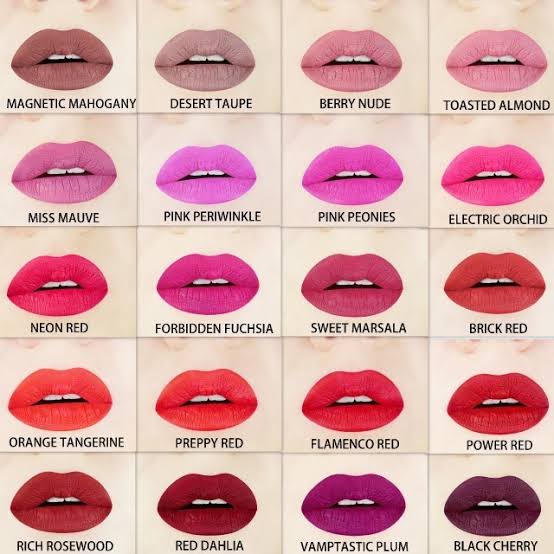 MAGNETIC MAHOGANY
DESERT TAUPE
BERRY NUDE
TOASTED ALMOND
MISS MAUVE
PINK PERIWINKLE
PINK PEONIES
ELECTRIC ORCHID
NEON RED
FORBIDDEN FUCHSIA
SWEET MARSALA
BRICK RED
ORANGE TANGERINE
PREPPY RED
FLAMENCO RED
POWER RED
RICH ROSEWOOD
RED DAHLIA
VAMPTASTIC PLUM
BLACK CHERRY